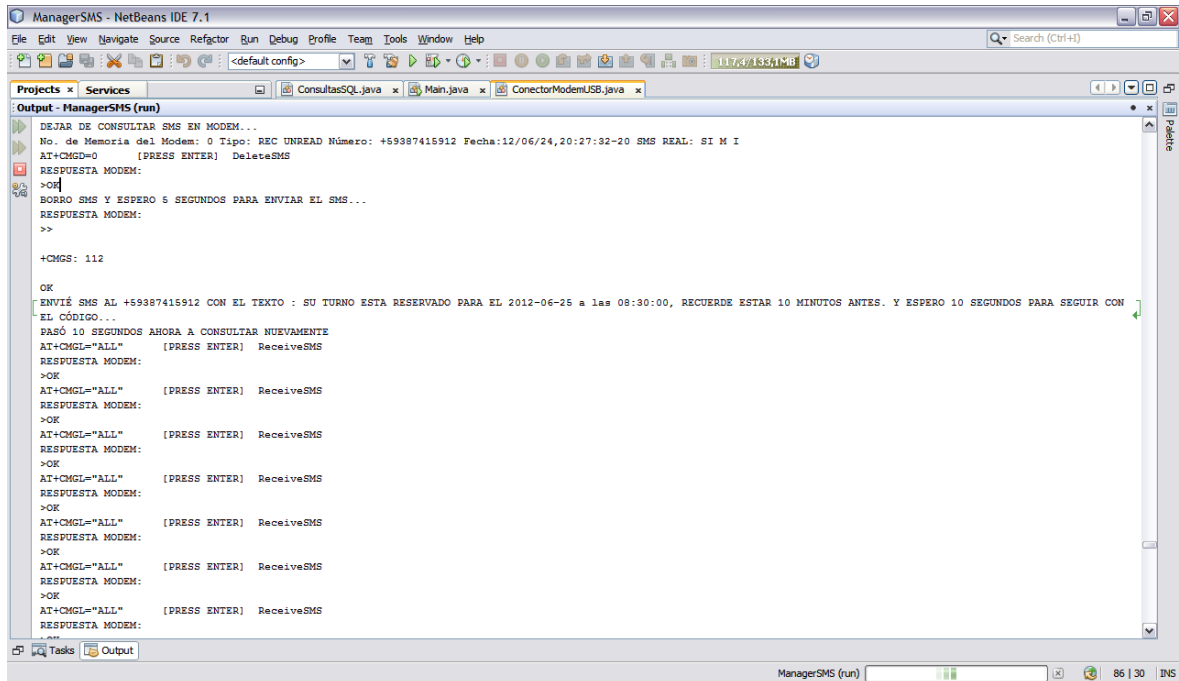 ManagerSMS - NetBeans IDE 7.1
File Edit View Navigate Source Refactor Run Debug Profile Team Tools Window Help
Search (Ctrl+I)
<default config>
117,4/133,1MB
Projects Services
ConsultasSQL.java Main.java ConectorModemUSB.java
Output - ManagerSMS (run)
Palette
DEJAR DE CONSULTAR SMS EN MODEM...
No. de Memoria del Modem: 0 Tipo: REC UNREAD Número: +59387415912 Fecha:12/06/24,20:27:32-20 SMS REAL: SI M I
AT+CMGD=0 [PRESS ENTER] DeleteSMS
RESPUESTA MODEM:
>OK
BORRO SMS Y ESPERO 5 SEGUNDOS PARA ENVIAR EL SMS...
RESPUESTA MODEM:
>>
+CMGS: 112
OK
ENVIÉ SMS AL +59387415912 CON EL TEXTO : SU TURNO ESTA RESERVADO PARA EL 2012-06-25 a las 08:30:00, RECUERDE ESTAR 10 MINUTOS ANTES. Y ESPERO 10 SEGUNDOS PARA SEGUIR CON
EL CÓDIGO...
PASÓ 10 SEGUNDOS AHORA A CONSULTAR NUEVAMENTE
AT+CMGL="ALL" [PRESS ENTER] ReceiveSMS
RESPUESTA MODEM:
>OK
AT+CMGL="ALL" [PRESS ENTER] ReceiveSMS
RESPUESTA MODEM:
>OK
AT+CMGL="ALL" [PRESS ENTER] ReceiveSMS
RESPUESTA MODEM:
>OK
AT+CMGL="ALL" [PRESS ENTER] ReceiveSMS
RESPUESTA MODEM:
>OK
AT+CMGL="ALL" [PRESS ENTER] ReceiveSMS
RESPUESTA MODEM:
>OK
AT+CMGL="ALL" [PRESS ENTER] ReceiveSMS
RESPUESTA MODEM:
>OK
AT+CMGL="ALL" [PRESS ENTER] ReceiveSMS
RESPUESTA MODEM:
Tasks Output
ManagerSMS (run)
86 | 30 INS